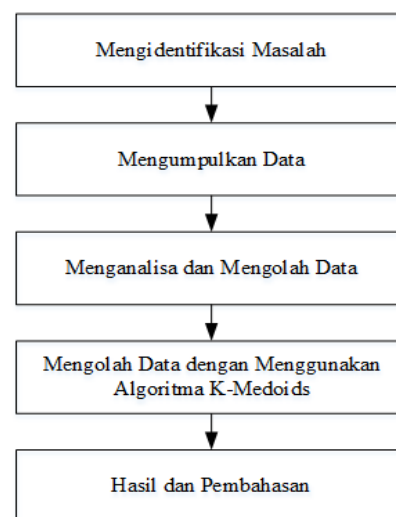 Mengidentifikasi Masalah
Mengumpulkan Data
Menganalisa dan Mengolah Data
Mengolah Data dengan Menggunakan
Algoritma K-Medoids
Hasil dan Pembahasan